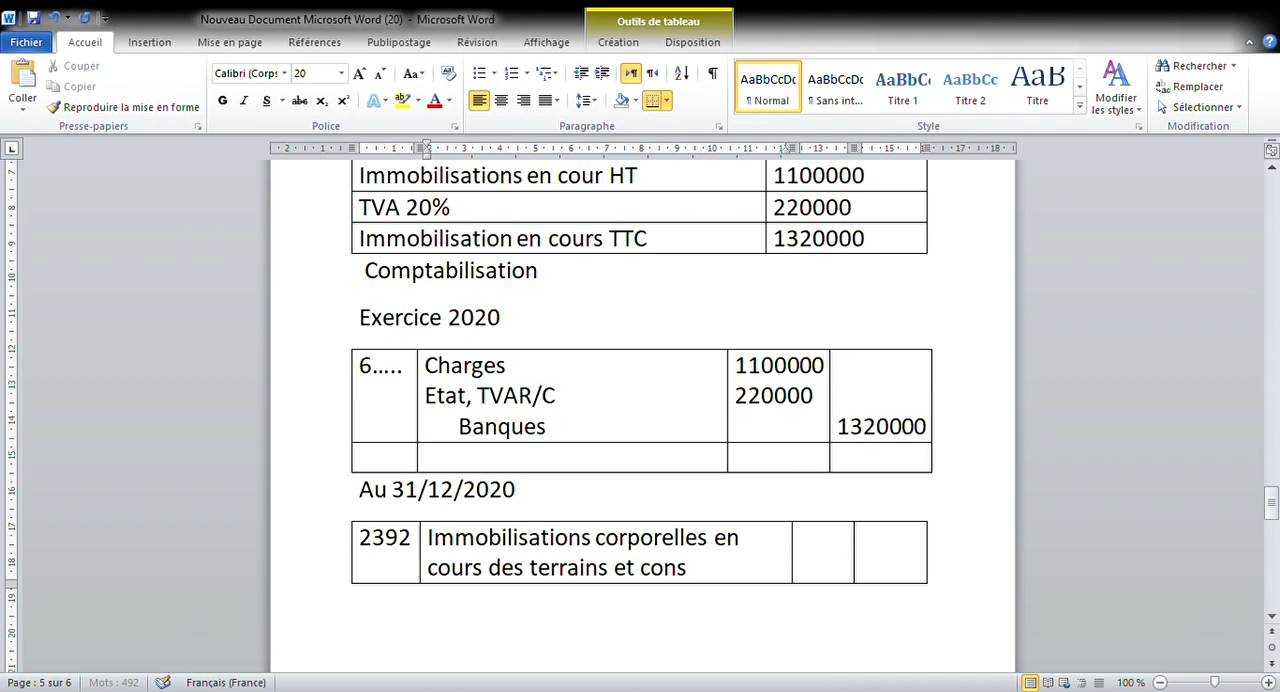 Nouveau Document Microsoft Word (20) - Microsoft Word
Outils de tableau
Fichier Accueil Insertion Mise en page Références Publipostage Révision Affichage Création Disposition
Couper
Copier
Reproduire la mise en forme
Coller
Presse-papiers
Calibri (Corps 20
G I S abc x₂ x²
Police
Paragraphe
AaBbCcDc AaBbCcDc AaBbC AaBbCc AaB
¶ Normal ¶ Sans int... Titre 1 Titre 2 Titre
Modifier
les styles
Style
Rechercher
Remplacer
Sélectionner
Modification
Immobilisations en cour HT 1100000
TVA 20% 220000
Immobilisation en cours TTC 1320000
Comptabilisation
Exercice 2020
6..... Charges 1100000
Etat, TVAR/C 220000
Banques 1320000
Au 31/12/2020
2392 Immobilisations corporelles en
cours des terrains et cons
Page : 5 sur 6 Mots : 492 Français (France) 100 %